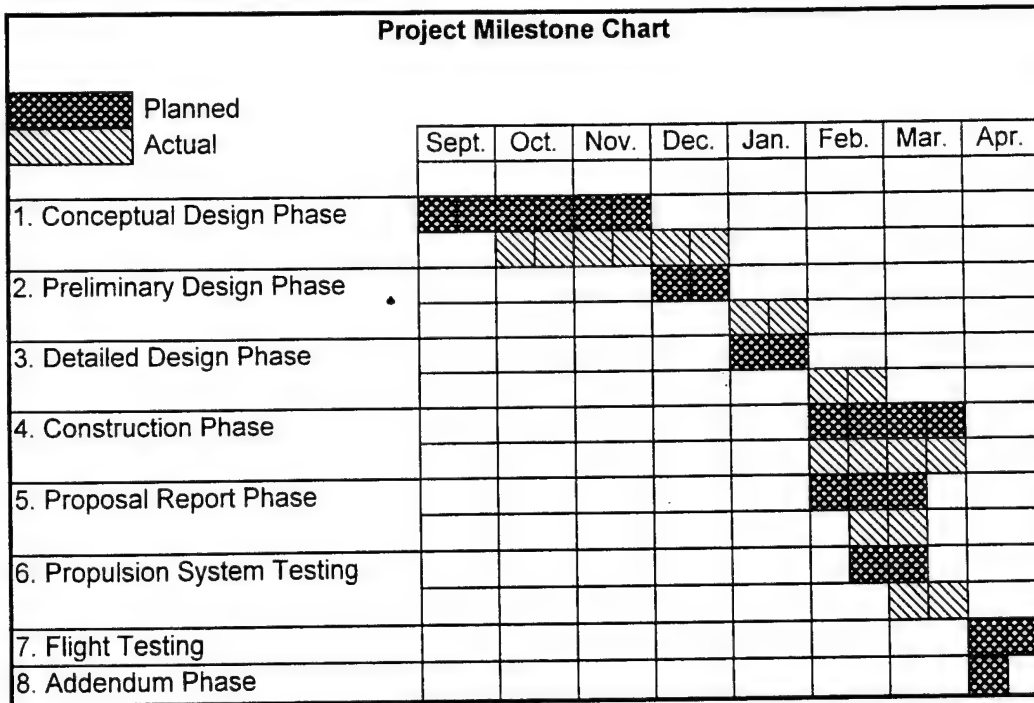 Project Milestone Chart
Planned
Actual
Sept. Oct. Nov. Dec. Jan. Feb. Mar. Apr.
1. Conceptual Design Phase
2. Preliminary Design Phase
3. Detailed Design Phase
4. Construction Phase
5. Proposal Report Phase
6. Propulsion System Testing
7. Flight Testing
8. Addendum Phase